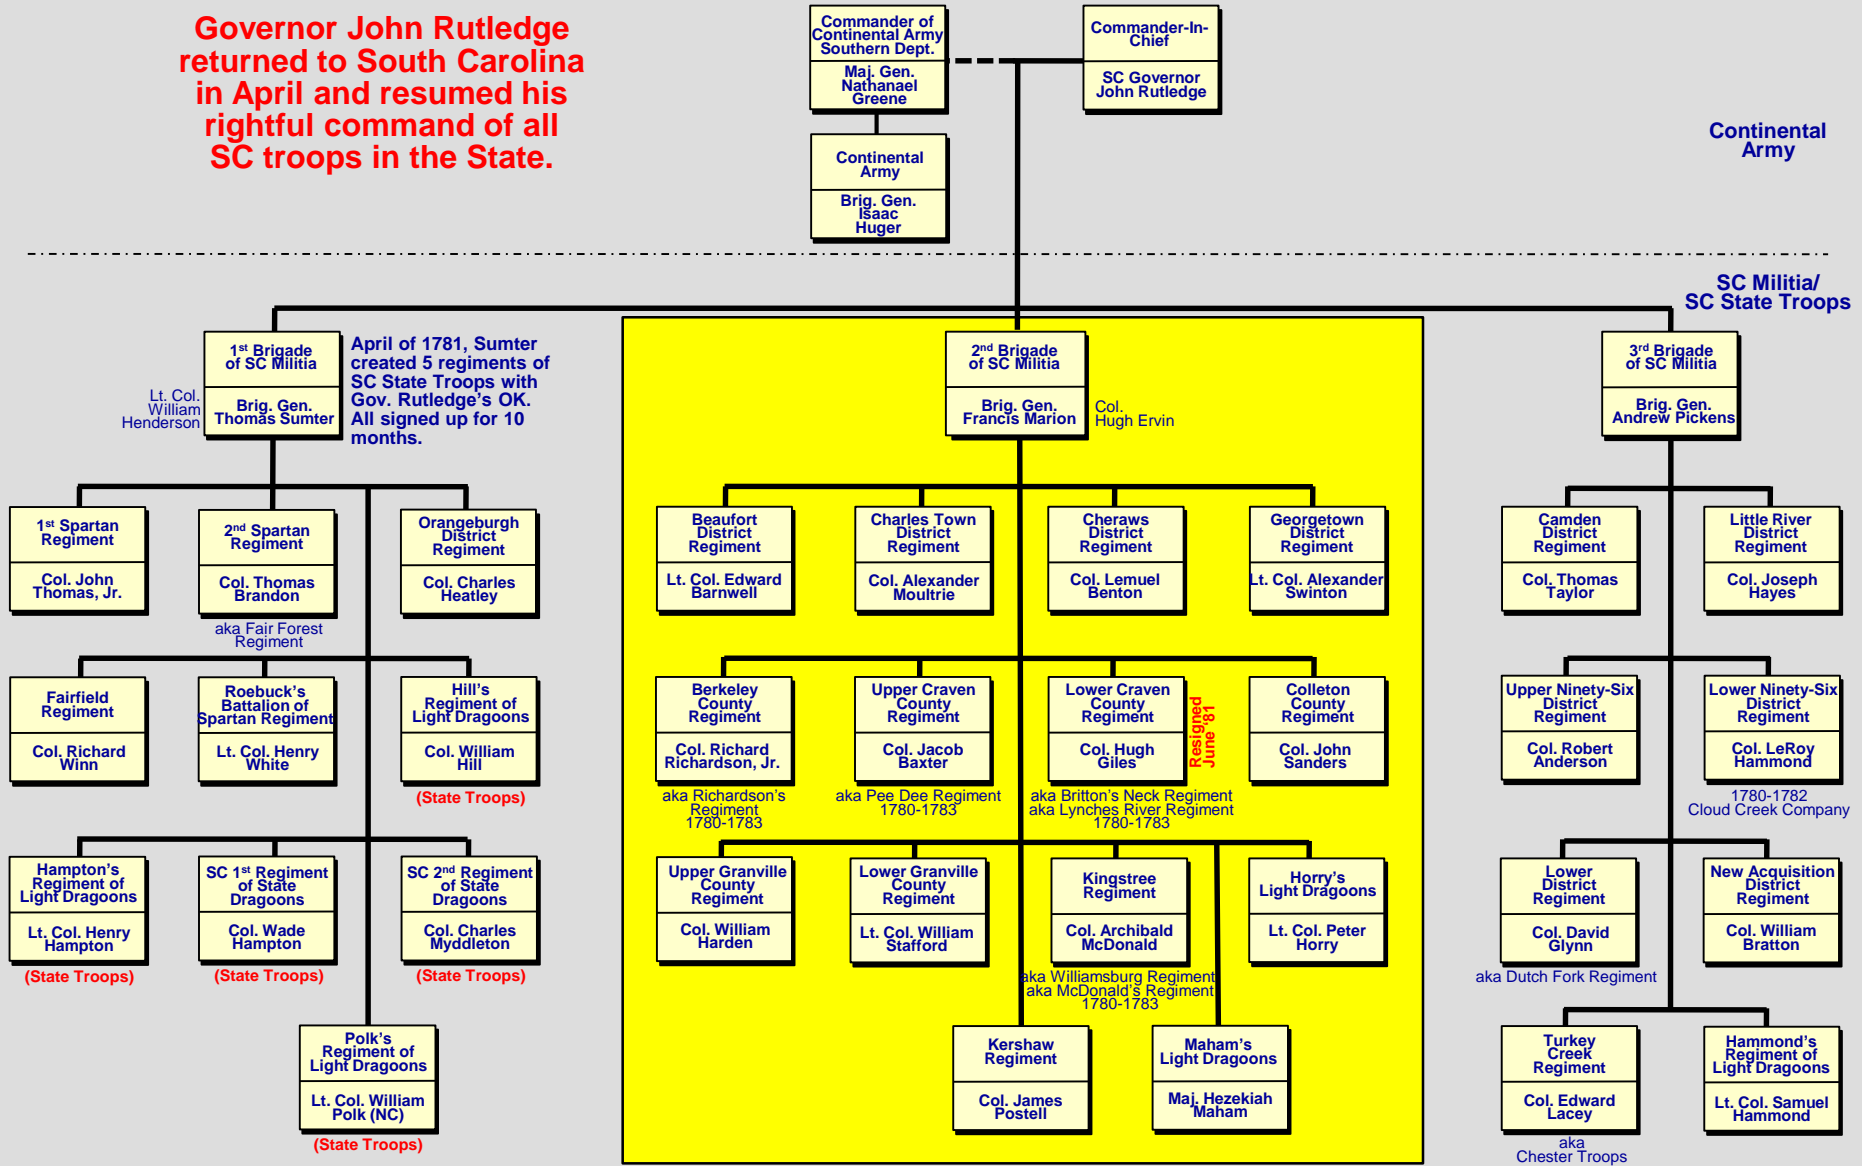 Governor John Rutledge
returned to South Carolina
in April and resumed his
rightful command of all
SC troops in the State.
Commander of
Continental Army
Southern Dept.
Maj. Gen.
Nathanael
Greene
Commander-In-
Chief
SC Governor
John Rutledge
Continental
Army
Brig. Gen.
Isaac
Huger
Continental
Army
SC Militia/
SC State Troops
1st Brigade
of SC Militia
Brig. Gen.
Thomas Sumter
Lt. Col.
William
Henderson
April of 1781, Sumter
created 5 regiments of
SC State Troops with
Gov. Rutledge's OK.
All signed up for 10
months.
2nd Brigade
of SC Militia
Brig. Gen.
Francis Marion
Col.
Hugh Ervin
3rd Brigade
of SC Militia
Brig. Gen.
Andrew Pickens
1st Spartan
Regiment
Col. John
Thomas, Jr.
2nd Spartan
Regiment
Col. Thomas
Brandon
aka Fair Forest
Regiment
Orangeburgh
District
Regiment
Col. Charles
Heatley
Beaufort
District
Regiment
Lt. Col. Edward
Barnwell
Charles Town
District
Regiment
Col. Alexander
Moultrie
Cheraws
District
Regiment
Col. Lemuel
Benton
Georgetown
District
Regiment
Lt. Col. Alexander
Swinton
Camden
District
Regiment
Col. Thomas
Taylor
Little River
District
Regiment
Col. Joseph
Hayes
Fairfield
Regiment
Col. Richard
Winn
Roebuck's
Battalion of
Spartan Regiment
Lt. Col. Henry
White
Hill's
Regiment of
Light Dragoons
Col. William
Hill
(State Troops)
Berkeley
County
Regiment
Col. Richard
Richardson, Jr.
aka Richardson's
Regiment
1780-1783
Upper Craven
County
Regiment
Col. Jacob
Baxter
aka Pee Dee Regiment
1780-1783
Lower Craven
County
Regiment
Col. Hugh
Giles
Resigned
June '81
aka Britton's Neck Regiment
aka Lynches River Regiment
1780-1783
Colleton
County
Regiment
Col. John
Sanders
Upper Ninety-Six
District
Regiment
Col. Robert
Anderson
Lower Ninety-Six
District
Regiment
Col. LeRoy
Hammond
1780-1782
Cloud Creek Company
Hampton's
Regiment of
Light Dragoons
Lt. Col. Henry
Hampton
(State Troops)
SC 1st Regiment
of State
Dragoons
Col. Wade
Hampton
(State Troops)
SC 2nd Regiment
of State
Dragoons
Col. Charles
Myddleton
(State Troops)
Upper Granville
County
Regiment
Col. William
Harden
Lower Granville
County
Regiment
Lt. Col. William
Stafford
Kingstree
Regiment
Col. Archibald
McDonald
aka Williamsburg Regiment
aka McDonald's Regiment
1780-1783
Horry's
Light Dragoons
Lt. Col. Peter
Horry
Lower
District
Regiment
Col. David
Glynn
aka Dutch Fork Regiment
New Acquisition
District
Regiment
Col. William
Bratton
Polk's
Regiment of
Light Dragoons
Lt. Col. William
Polk (NC)
(State Troops)
Kershaw
Regiment
Col. James
Postell
Maham's
Light Dragoons
Maj. Hezekiah
Maham
Turkey
Creek
Regiment
Col. Edward
Lacey
aka
Chester Troops
Hammond's
Regiment of
Light Dragoons
Lt. Col. Samuel
Hammond